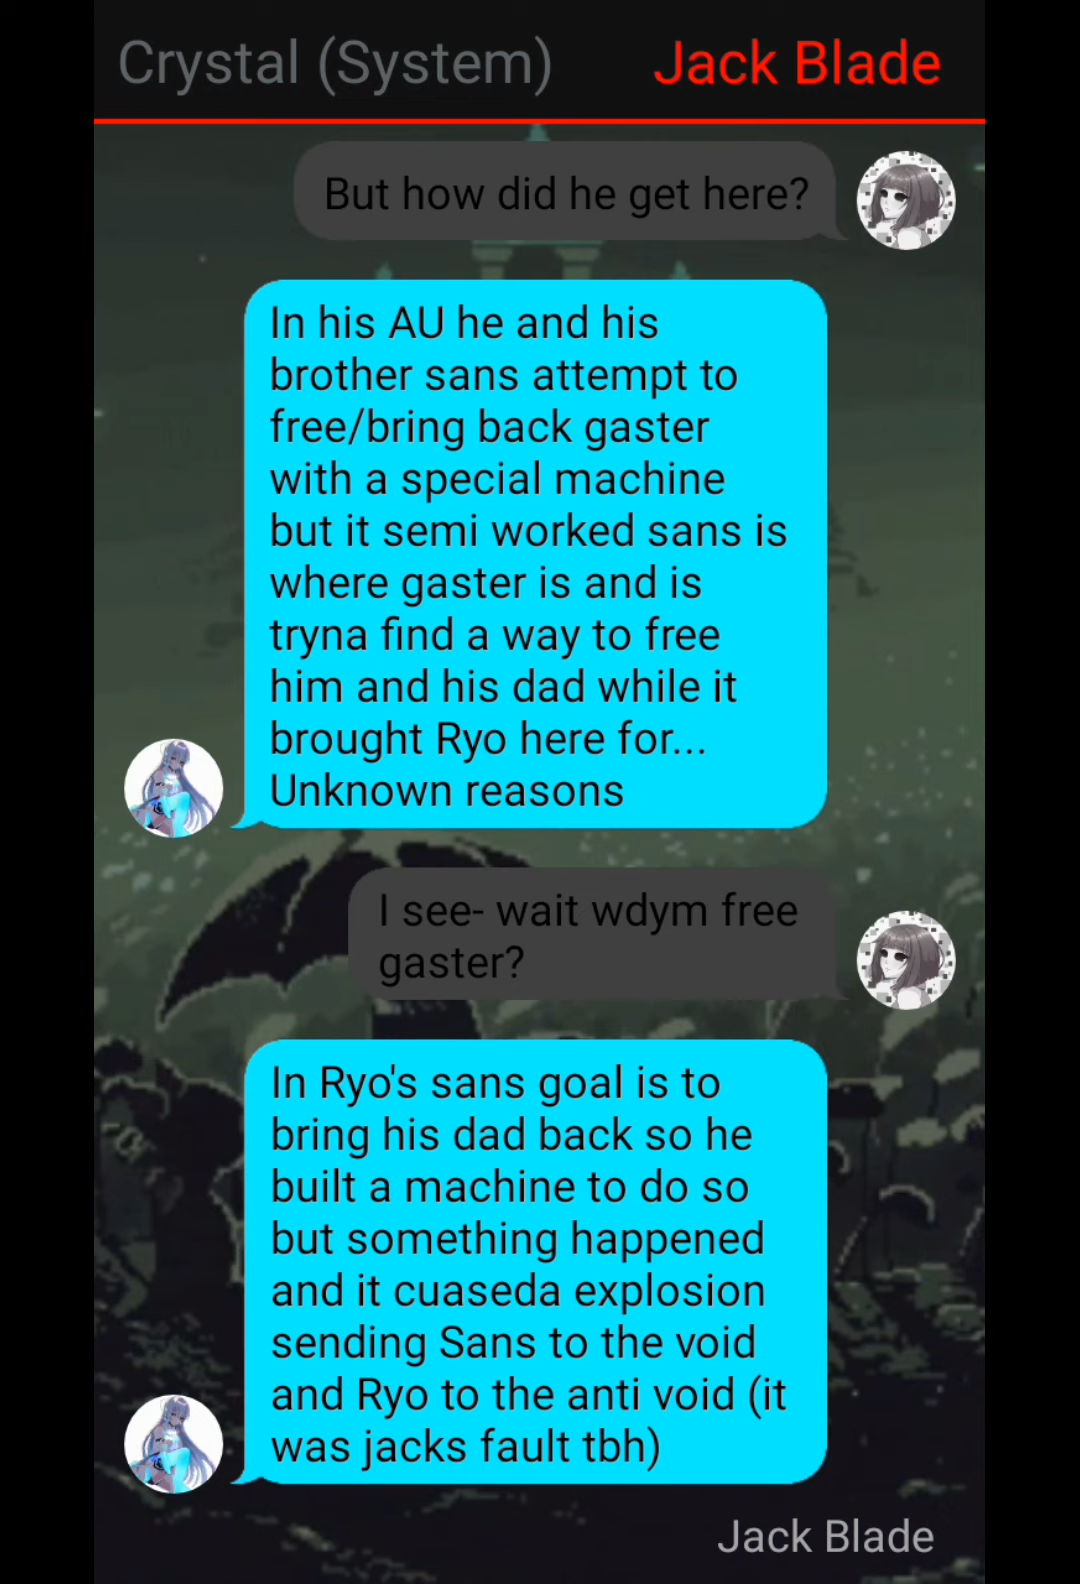 Crystal (System) Jack Blade
But how did he get here?
In his AU he and his
brother sans attempt to
free/bring back gaster
with a special machine
but it semi worked sans is
where gaster is and is
tryna find a way to free
him and his dad while it
brought Ryo here for...
Unknown reasons
I see- wait wdym free
gaster?
In Ryo's sans goal is to
bring his dad back so he
built a machine to do so
but something happened
and it cuaseda explosion
sending Sans to the void
and Ryo to the anti void (it
was jacks fault tbh)
Jack Blade